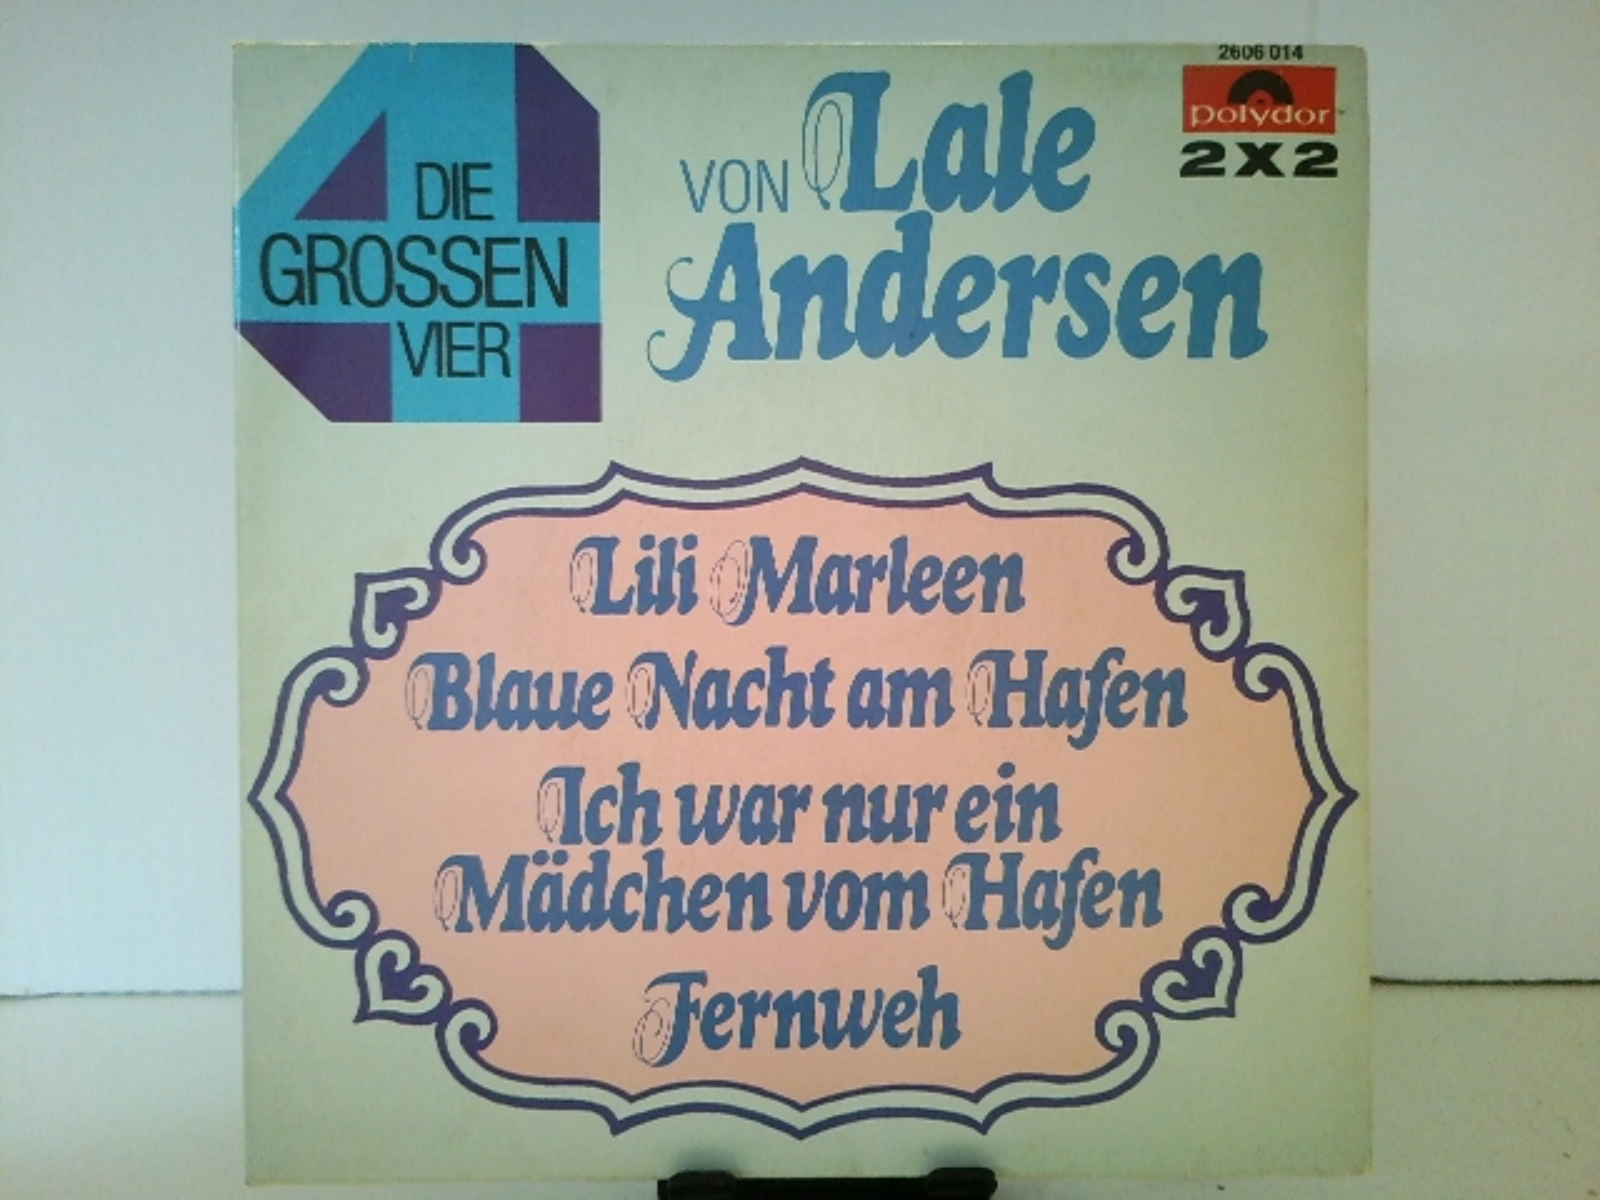 2606 014
polydor
2X2
DIE
GROSSEN
VIER
VON Lale
Andersen
Lili Marleen
Blaue Nacht am Hafen
Ich war nur ein
Mädchen vom Hafen
Fernweh